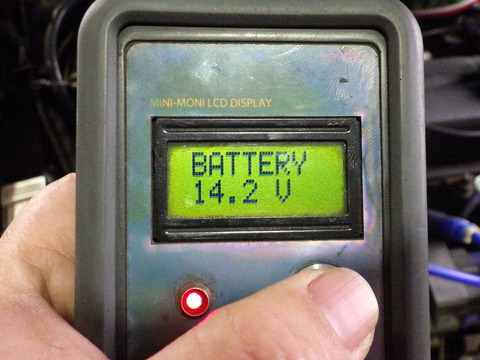 MINI-MONI LCD DISPLAY
BATTERY
14.2 V